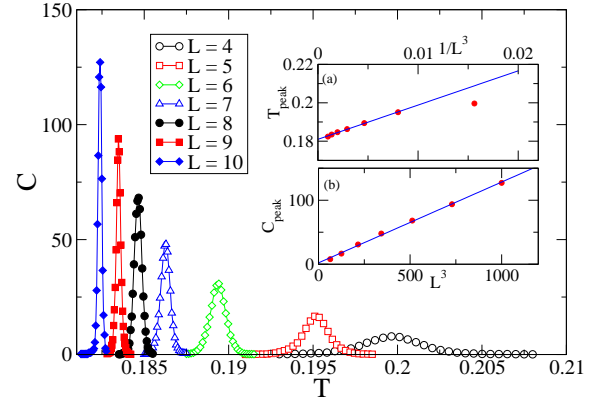 150
100
50
0
C
0.185
0.19
0.195
0.2
0.205
0.21
T
L = 4
L = 5
L = 6
L = 7
L = 8
L = 9
L = 10
0
0.01
1/L^3
0.02
0.22
0.2
0.18
T_peak
(a)
100
0
C_peak
(b)
0
500
L^3
1000